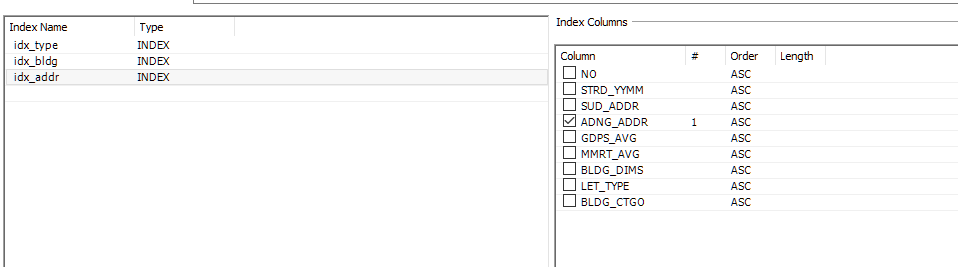 Index Name Type
idx_type INDEX
idx_bldg INDEX
idx_addr INDEX
Index Columns
Column # Order Length
NO ASC
STRD_YYMM ASC
SUD_ADDR ASC
ADNG_ADDR 1 ASC
GDPS_AVG ASC
MMRT_AVG ASC
BLDG_DIMS ASC
LET_TYPE ASC
BLDG_CTGO ASC